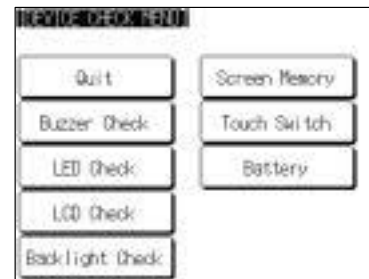 DEVICE CHECK MENU
Quit
Screen Memory
Buzzer Check
Touch Switch
LED Check
Battery
LCD Check
Backlight Check